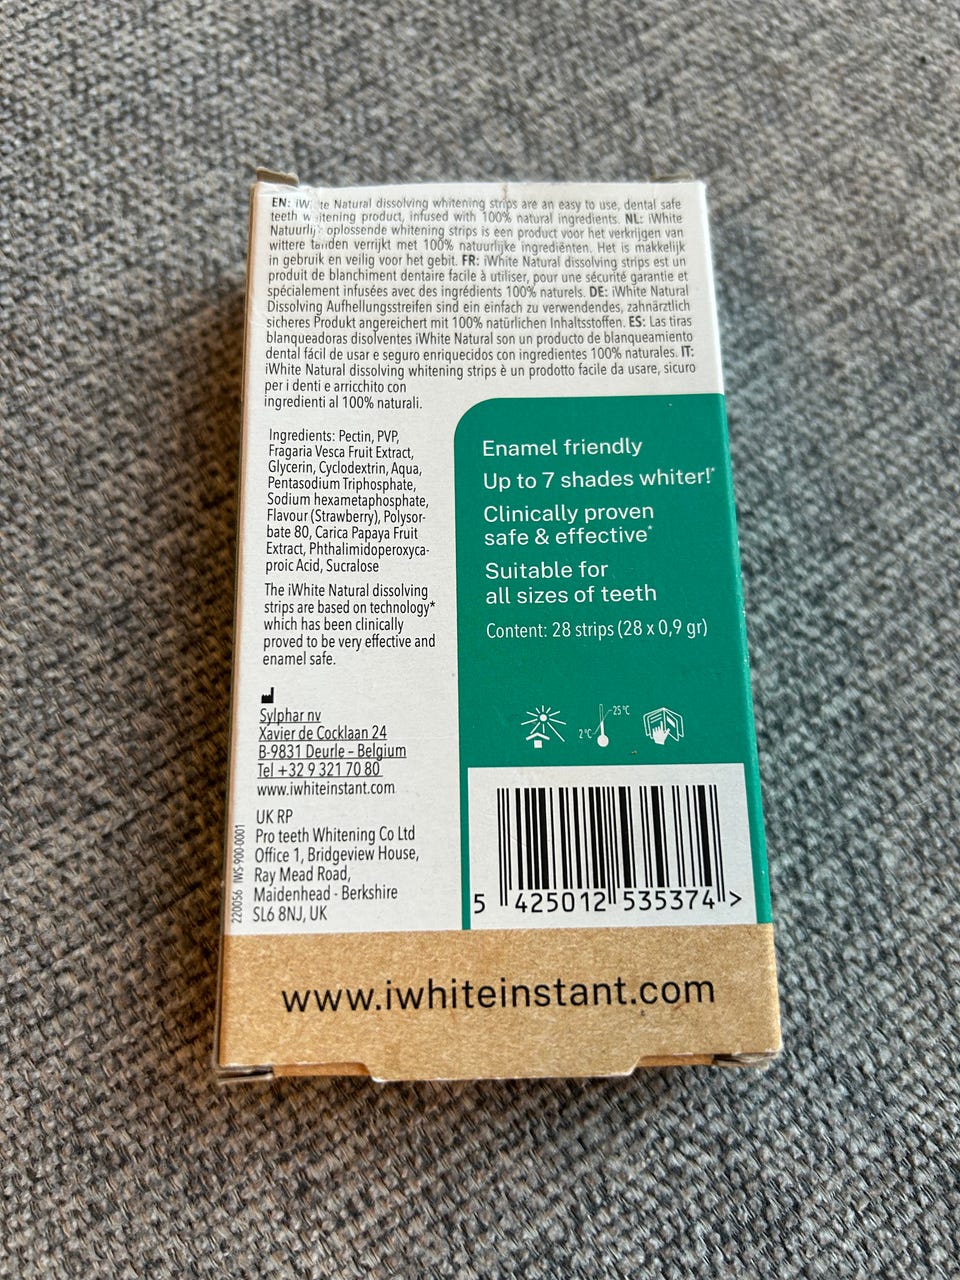 EN: iWhite Natural dissolving whitening strips are an easy to use, dental safe
teeth whitening product, infused with 100% natural ingredients. NL: iWhite
Natuurlijk oplossende whitening strips is een product voor het verkrijgen van
wittere tanden verrijkt met 100% natuurlijke ingrediënten. Het is makkelijk
in gebruik en veilig voor het gebit. FR: iWhite Natural dissolving strips est un
produit de blanchiment dentaire facile à utiliser, pour une sécurité garantie et
spécialement infusées avec des ingrédients 100% naturels. DE: iWhite Natural
Dissolving Aufhellungsstreifen sind ein einfach zu verwendendes, zahnärztlich
sicheres Produkt angereichert mit 100% natürlichen Inhaltsstoffen. ES: Las tiras
blanqueadoras disolventes iWhite Natural son un producto de blanqueamiento
dental fácil de usar e seguro enriquecidos con ingredientes 100% naturales. IT:
iWhite Natural dissolving whitening strips è un prodotto facile da usare, sicuro
per i denti e arricchito con
ingredienti al 100% naturali.
Ingredients: Pectin, PVP,
Fragaria Vesca Fruit Extract,
Glycerin, Cyclodextrin, Aqua,
Pentasodium Triphosphate,
Sodium hexametaphosphate,
Flavour (Strawberry), Polysor-
bate 80, Carica Papaya Fruit
Extract, Phthalimidoperoxyca-
proic Acid, Sucralose
The iWhite Natural dissolving
strips are based on technology*
which has been clinically
proved to be very effective and
enamel safe.
Sylphar nv
Xavier de Cocklaan 24
B-9831 Deurle – Belgium
Tel +32 9 321 70 80
www.iwhiteinstant.com
UK RP
Pro teeth Whitening Co Ltd
Office 1, Bridgeview House,
Ray Mead Road,
Maidenhead - Berkshire
SL6 8NJ, UK
220056 IWS-900-0001
Enamel friendly
Up to 7 shades whiter!*
Clinically proven
safe & effective*
Suitable for
all sizes of teeth
Content: 28 strips (28 x 0,9 gr)
2 °C
25 °C
5 425012 535374 >
www.iwhiteinstant.com